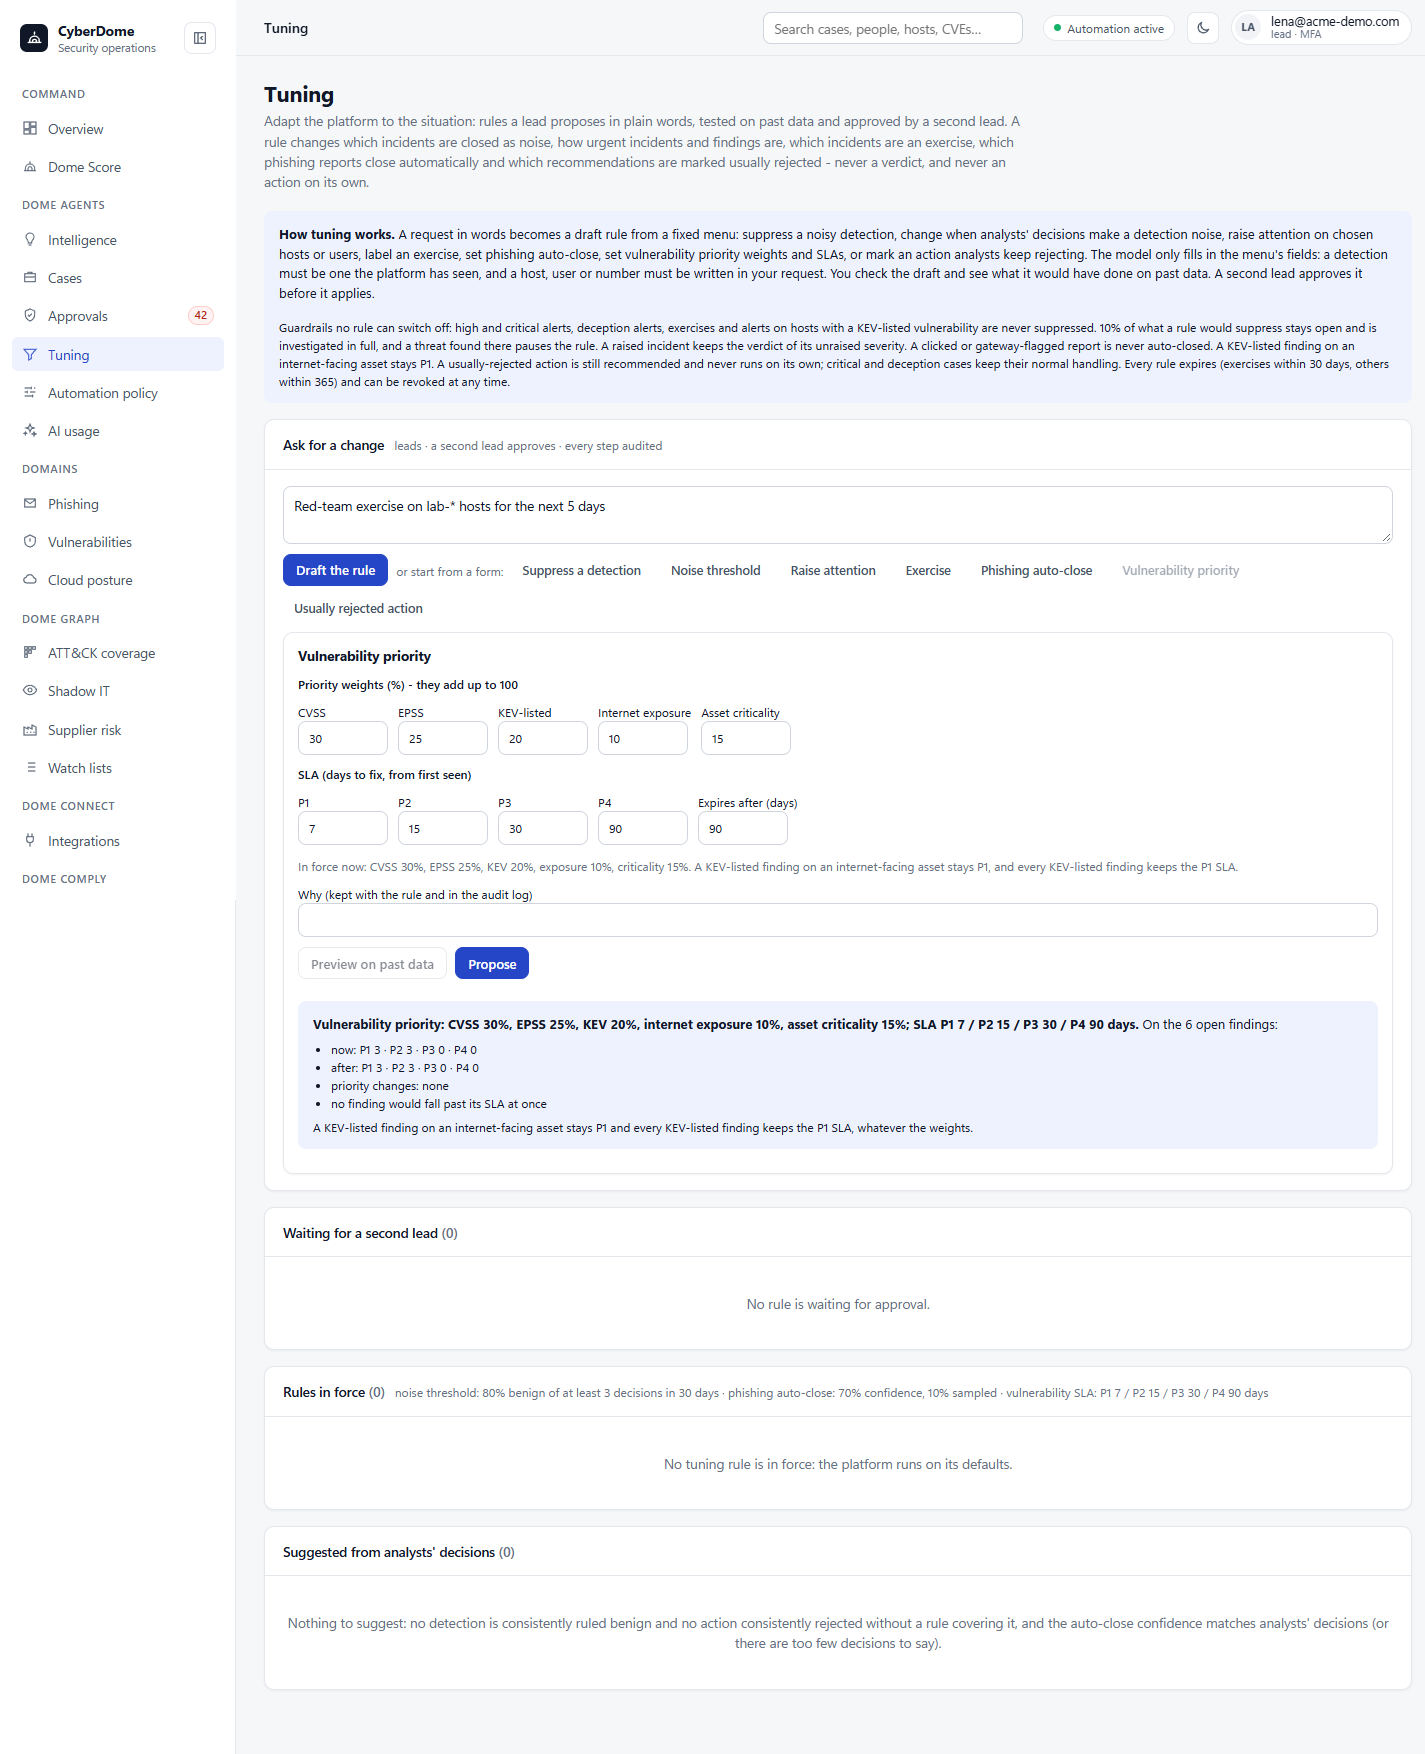 CyberDome
Security operations
COMMAND
Overview
Dome Score
DOME AGENTS
Intelligence
Cases
Approvals 42
Tuning
Automation policy
AI usage
DOMAINS
Phishing
Vulnerabilities
Cloud posture
DOME GRAPH
ATT&CK coverage
Shadow IT
Supplier risk
Watch lists
DOME CONNECT
Integrations
DOME COMPLY
Tuning
Search cases, people, hosts, CVEs...
Automation active
LA
lena@acme-demo.com
lead · MFA
Tuning
Adapt the platform to the situation: rules a lead proposes in plain words, tested on past data and approved by a second lead. A
rule changes which incidents are closed as noise, how urgent incidents and findings are, which incidents are an exercise, which
phishing reports close automatically and which recommendations are marked usually rejected - never a verdict, and never an
action on its own.
How tuning works. A request in words becomes a draft rule from a fixed menu: suppress a noisy detection, change when analysts' decisions make a detection noise, raise attention on chosen
hosts or users, label an exercise, set phishing auto-close, set vulnerability priority weights and SLAs, or mark an action analysts keep rejecting. The model only fills in the menu's fields: a detection
must be one the platform has seen, and a host, user or number must be written in your request. You check the draft and see what it would have done on past data. A second lead approves it
before it applies.
Guardrails no rule can switch off: high and critical alerts, deception alerts, exercises and alerts on hosts with a KEV-listed vulnerability are never suppressed. 10% of what a rule would suppress stays open and is
investigated in full, and a threat found there pauses the rule. A raised incident keeps the verdict of its unraised severity. A clicked or gateway-flagged report is never auto-closed. A KEV-listed finding on an
internet-facing asset stays P1. A usually-rejected action is still recommended and never runs on its own; critical and deception cases keep their normal handling. Every rule expires (exercises within 30 days, others
within 365) and can be revoked at any time.
Ask for a change leads · a second lead approves · every step audited
Red-team exercise on lab-* hosts for the next 5 days
Draft the rule or start from a form: Suppress a detection Noise threshold Raise attention Exercise Phishing auto-close Vulnerability priority
Usually rejected action
Vulnerability priority
Priority weights (%) - they add up to 100
CVSS EPSS KEV-listed Internet exposure Asset criticality
30 25 20 10 15
SLA (days to fix, from first seen)
P1 P2 P3 P4 Expires after (days)
7 15 30 90 90
In force now: CVSS 30%, EPSS 25%, KEV 20%, exposure 10%, criticality 15%. A KEV-listed finding on an internet-facing asset stays P1, and every KEV-listed finding keeps the P1 SLA.
Why (kept with the rule and in the audit log)
Preview on past data Propose
Vulnerability priority: CVSS 30%, EPSS 25%, KEV 20%, internet exposure 10%, asset criticality 15%; SLA P1 7 / P2 15 / P3 30 / P4 90 days. On the 6 open findings:
• now: P1 3 · P2 3 · P3 0 · P4 0
• after: P1 3 · P2 3 · P3 0 · P4 0
• priority changes: none
• no finding would fall past its SLA at once
A KEV-listed finding on an internet-facing asset stays P1 and every KEV-listed finding keeps the P1 SLA, whatever the weights.
Waiting for a second lead (0)
No rule is waiting for approval.
Rules in force (0) noise threshold: 80% benign of at least 3 decisions in 30 days · phishing auto-close: 70% confidence, 10% sampled · vulnerability SLA: P1 7 / P2 15 / P3 30 / P4 90 days
No tuning rule is in force: the platform runs on its defaults.
Suggested from analysts' decisions (0)
Nothing to suggest: no detection is consistently ruled benign and no action consistently rejected without a rule covering it, and the auto-close confidence matches analysts' decisions (or
there are too few decisions to say).